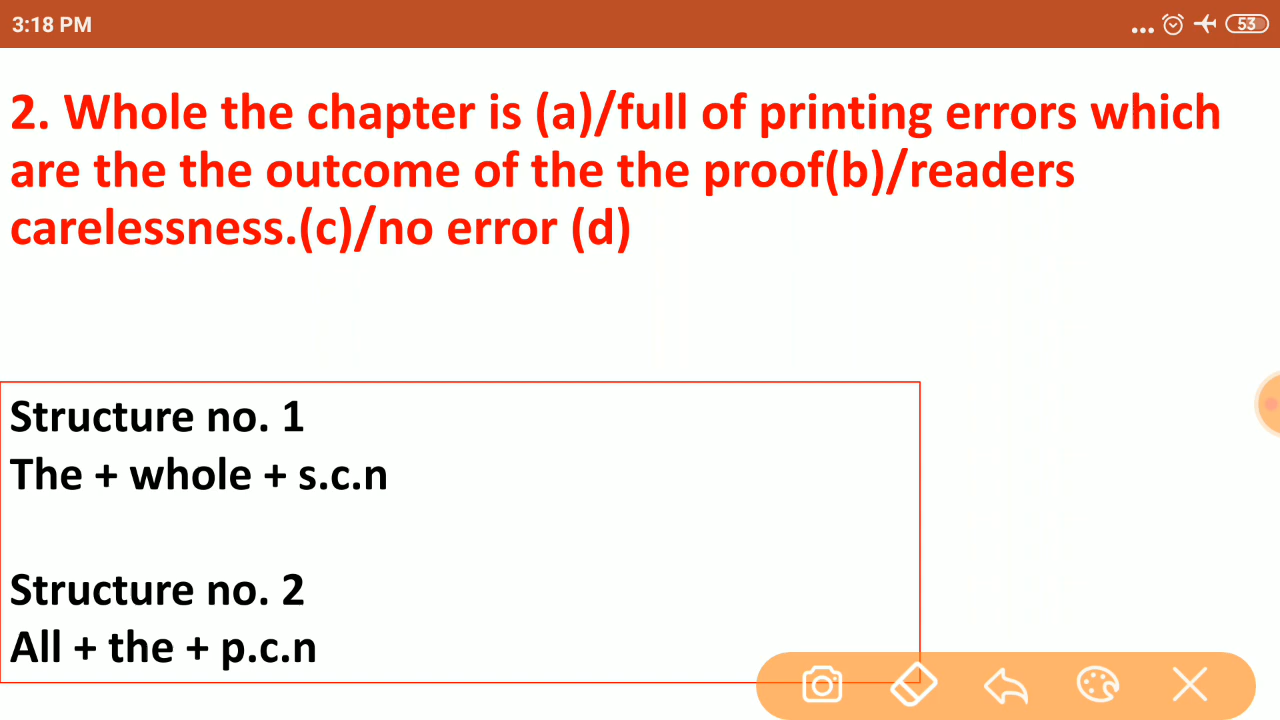 3:18 PM
53
2. Whole the chapter is (a)/full of printing errors which
are the the outcome of the the proof(b)/readers
carelessness.(c)/no error (d)
Structure no. 1
The + whole + s.c.n
Structure no. 2
All + the + p.c.n